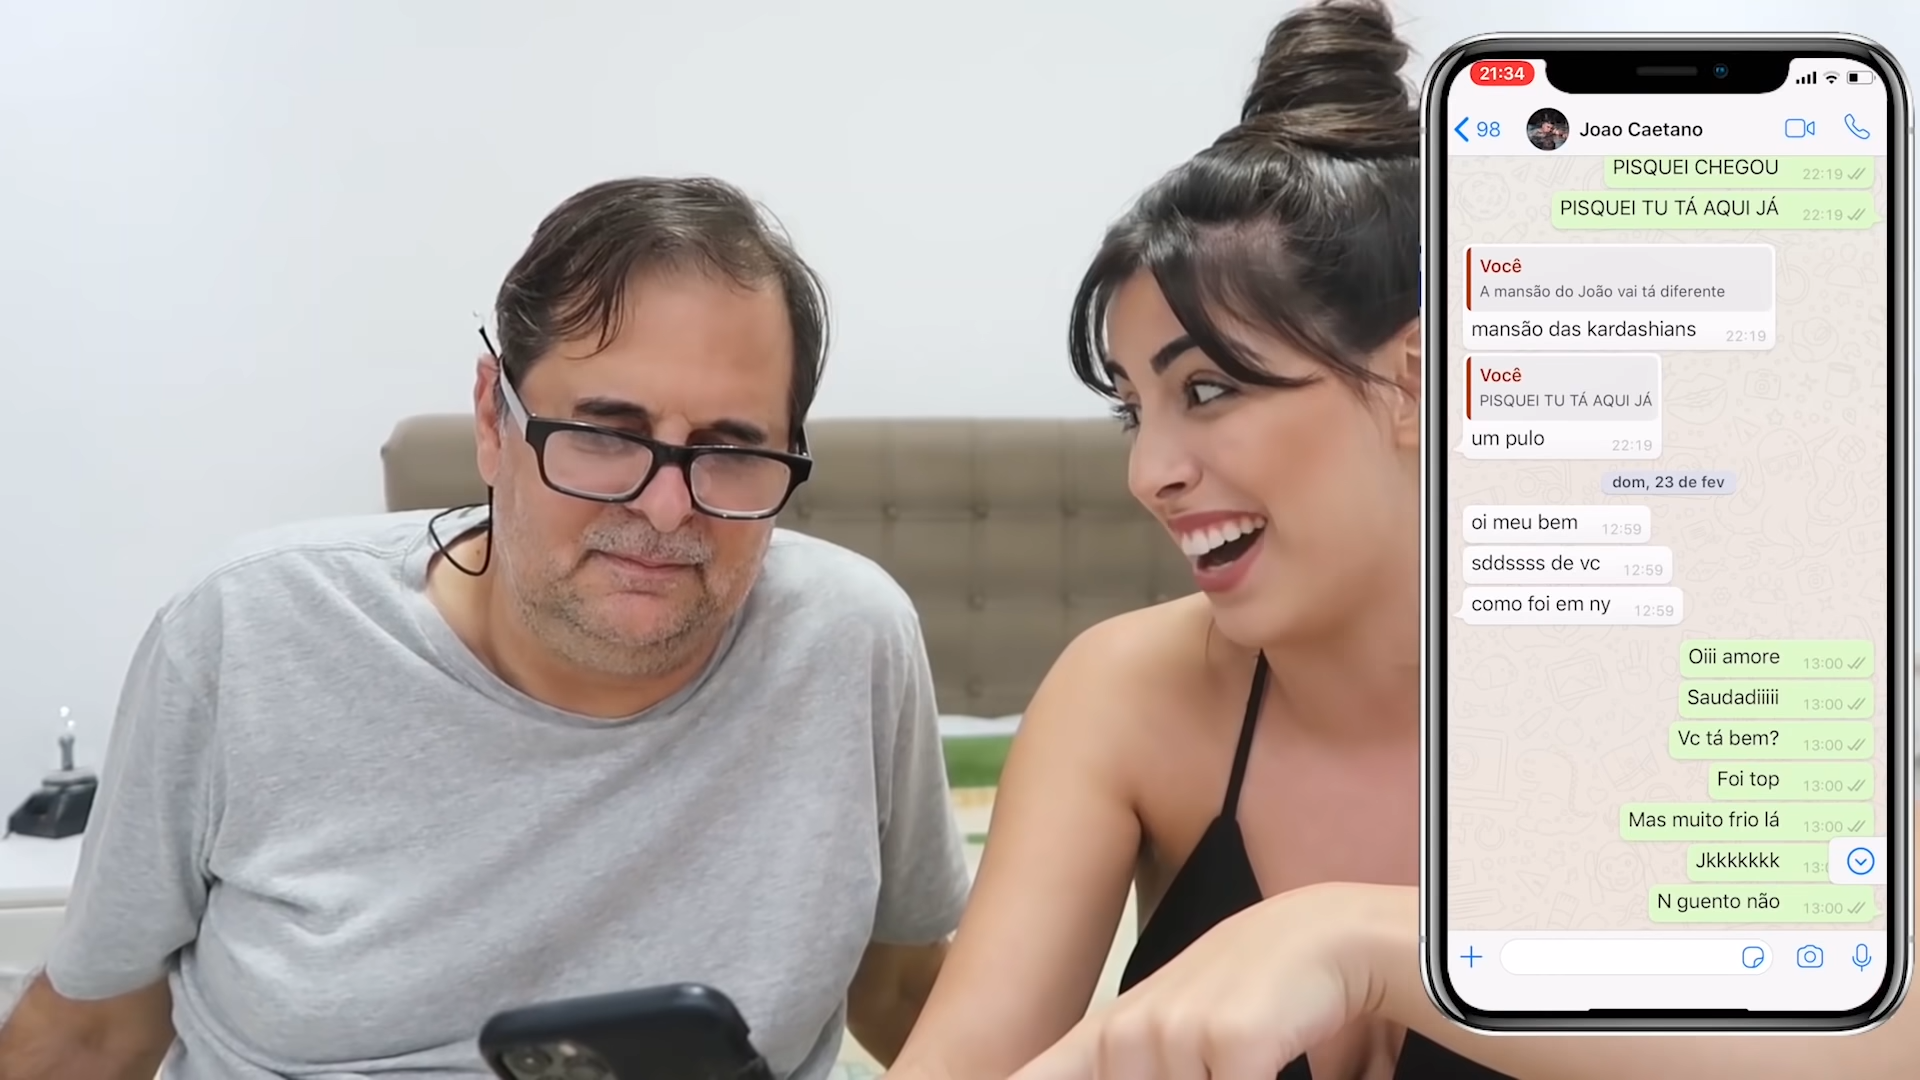 21:34
98
Joao Caetano
PISQUEI CHEGOU 22:19
PISQUEI TU TÁ AQUI JÁ 22:19
Você
A mansão do João vai tá diferente
mansão das kardashians 22:19
Você
PISQUEI TU TÁ AQUI JÁ
um pulo 22:19
dom, 23 de fev
oi meu bem 12:59
sddssss de vc 12:59
como foi em ny 12:59
Oiii amore 13:00
Saudadiiiii 13:00
Vc tá bem? 13:00
Foi top 13:00
Mas muito frio lá 13:00
Jkkkkkkk
N guento não 13:00